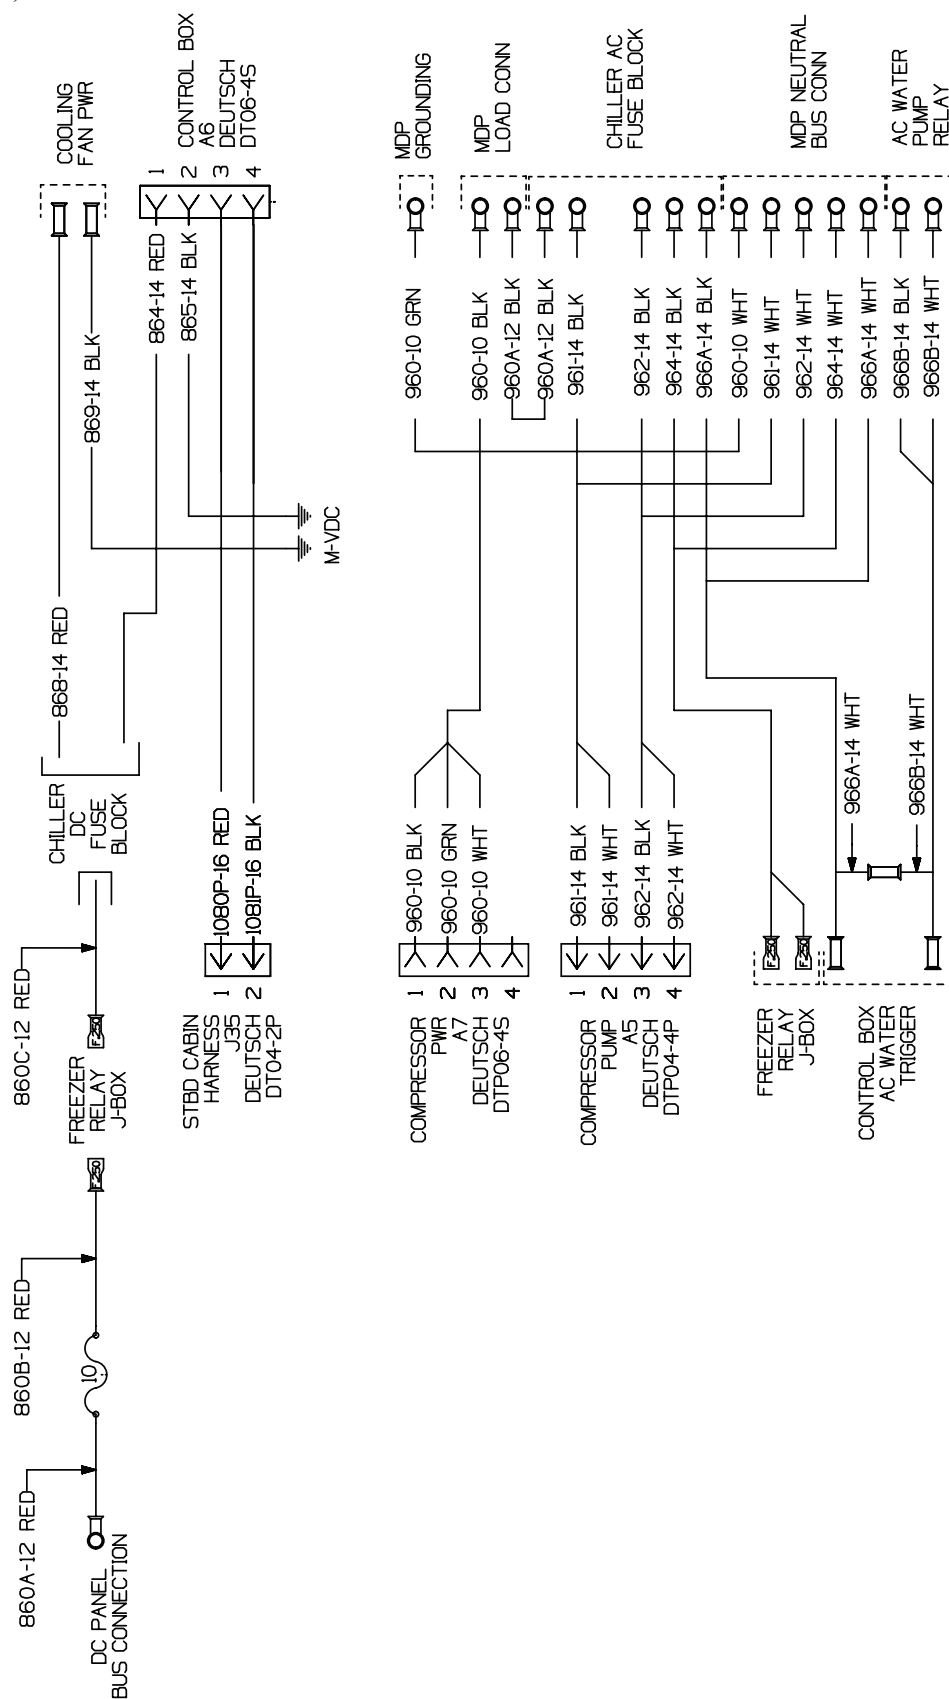 860A-12 RED
DC PANEL
BUS CONNECTION
10
860B-12 RED
F250
FREEZER
RELAY
J-BOX
F250
860C-12 RED
CHILLER
DC
FUSE
BLOCK
868-14 RED
869-14 BLK
COOLING
FAN PWR
864-14 RED
865-14 BLK
1
2
3
4
CONTROL BOX
A6
DEUTSCH
DT06-4S
M-VDC
STBD CABIN
HARNESS
J35
DEUTSCH
DT04-2P
1
2
1080P-16 RED
1081P-16 BLK
COMPRESSOR
PWR
A7
DEUTSCH
DTP06-4S
1
2
3
4
960-10 BLK
960-10 GRN
960-10 WHT
COMPRESSOR
PUMP
A5
DEUTSCH
DTP04-4P
1
2
3
4
961-14 BLK
961-14 WHT
962-14 BLK
962-14 WHT
FREEZER
RELAY
J-BOX
F250
F250
CONTROL BOX
AC WATER
TRIGGER
966A-14 WHT
966B-14 WHT
960-10 GRN
960-10 BLK
960A-12 BLK
960A-12 BLK
961-14 BLK
962-14 BLK
964-14 BLK
966A-14 BLK
960-10 WHT
961-14 WHT
962-14 WHT
964-14 WHT
966A-14 WHT
966B-14 BLK
966B-14 WHT
MDP
GROUNDING
MDP
LOAD CONN
CHILLER AC
FUSE BLOCK
MDP NEUTRAL
BUS CONN
AC WATER
PUMP
RELAY